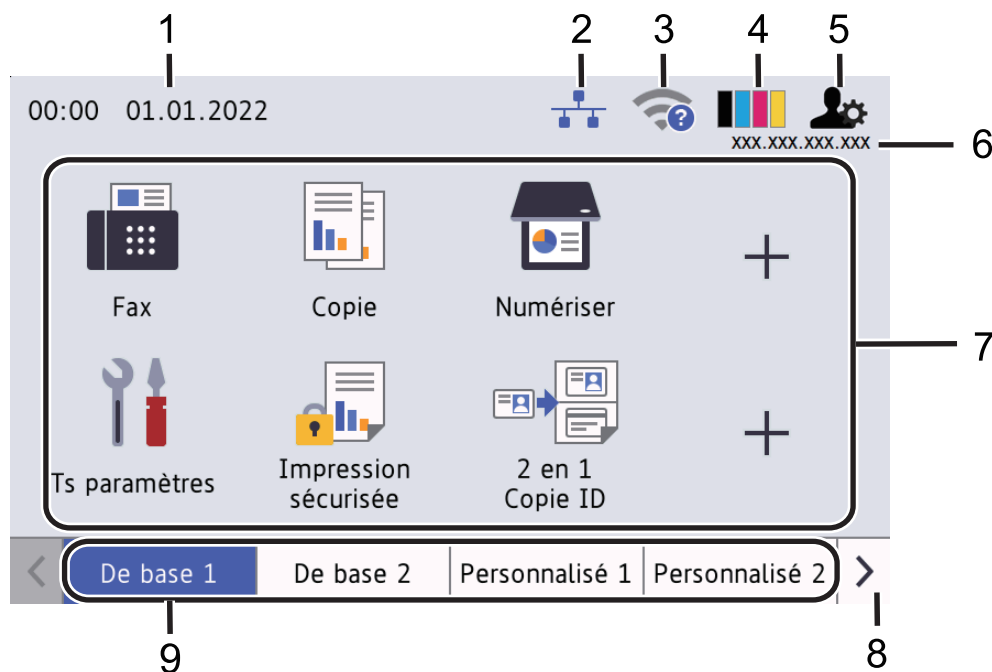 1
2
3
4
5
00:00 01.01.2022
?
XXX.XXX.XXX.XXX
6
Fax
Copie
Numériser
+
7
Ts paramètres
Impression
sécurisée
2 en 1
Copie ID
+
De base 1
De base 2
Personnalisé 1
Personnalisé 2
8
9